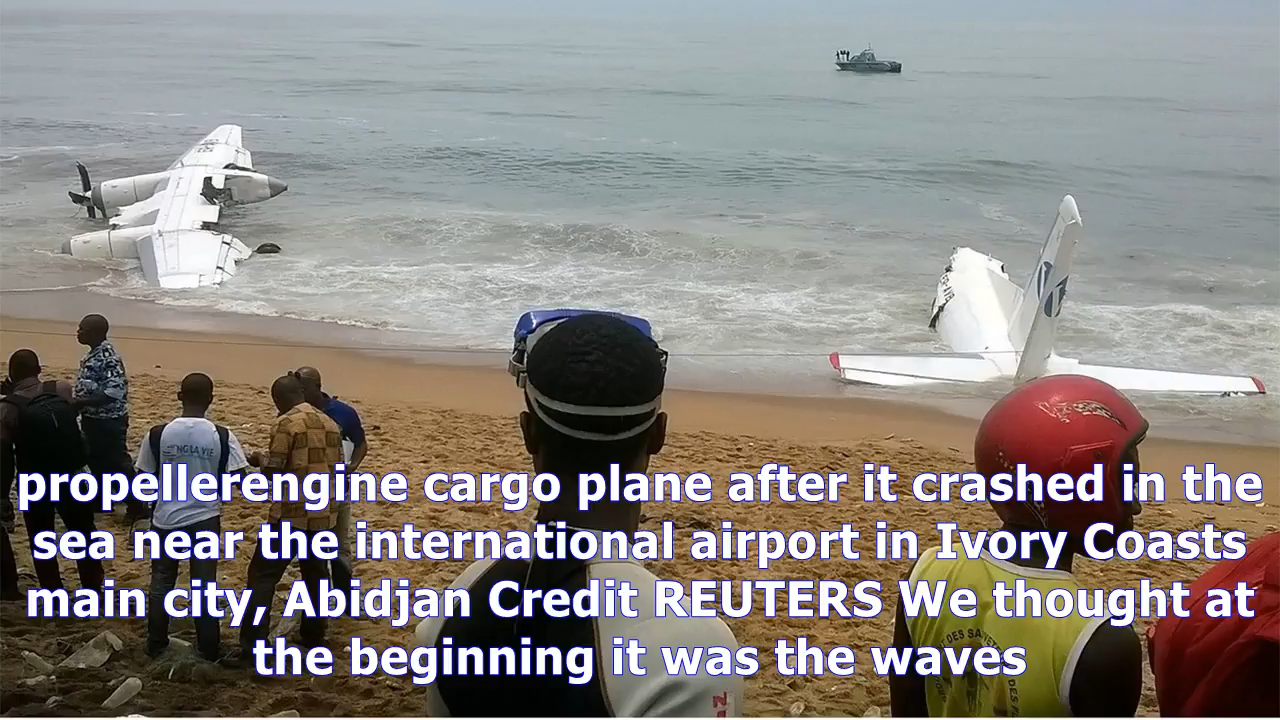 propellerengine cargo plane after it crashed in the
sea near the international airport in Ivory Coasts
main city, Abidjan Credit REUTERS We thought at
the beginning it was the waves